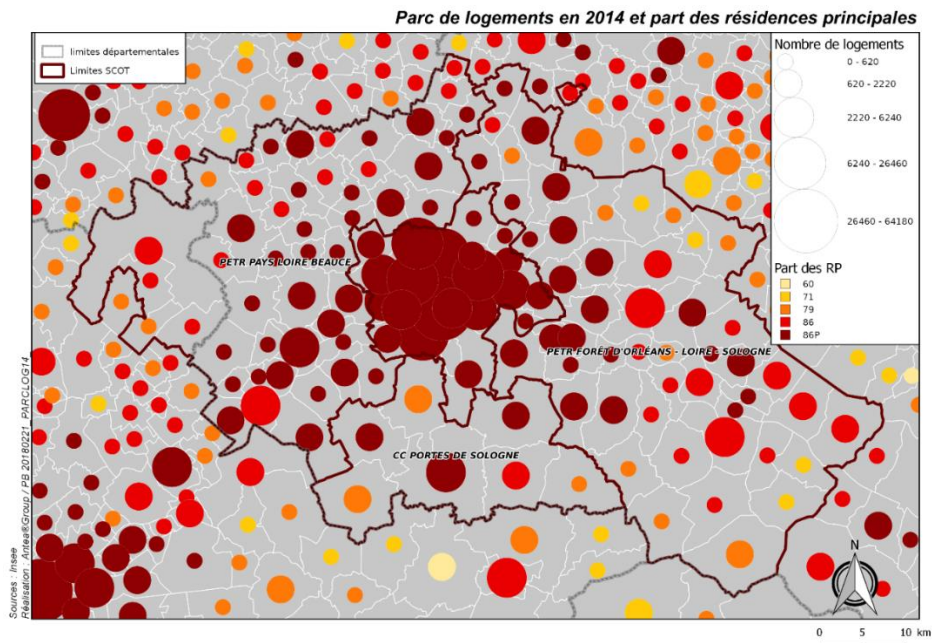 Parc de logements en 2014 et part des résidences principales
limites départementales
Limites SCOT
Nombre de logements
0 - 620
620 - 2220
2220 - 6240
6240 - 26460
26460 - 64180
Part des RP
60
71
79
86
86P
PETR PAYS LOIRE BEAUCE
PETR FORÊT D'ORLÉANS - LOIRE - SOLOGNE
CC PORTES DE SOLOGNE
Sources : Insee
Réalisation : Antea®Group / PB 20180221_PARCLOG14
N
0 5 10 km